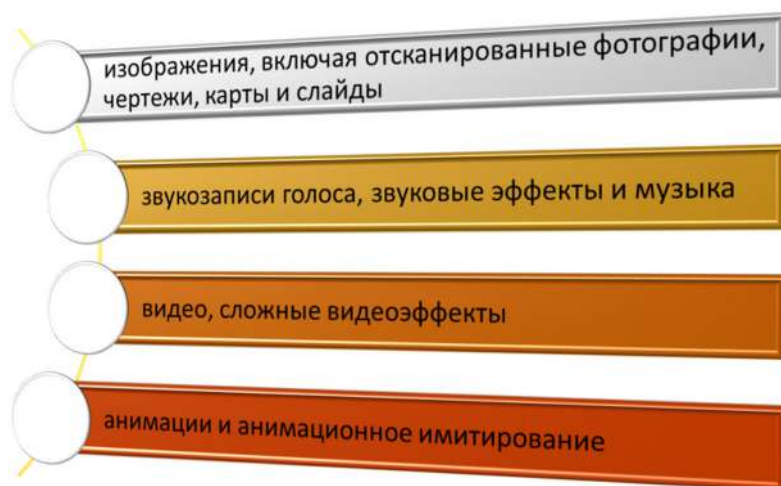 изображения, включая отсканированные фотографии,
чертежи, карты и слайды
звукозаписи голоса, звуковые эффекты и музыка
видео, сложные видеоэффекты
анимации и анимационное имитирование